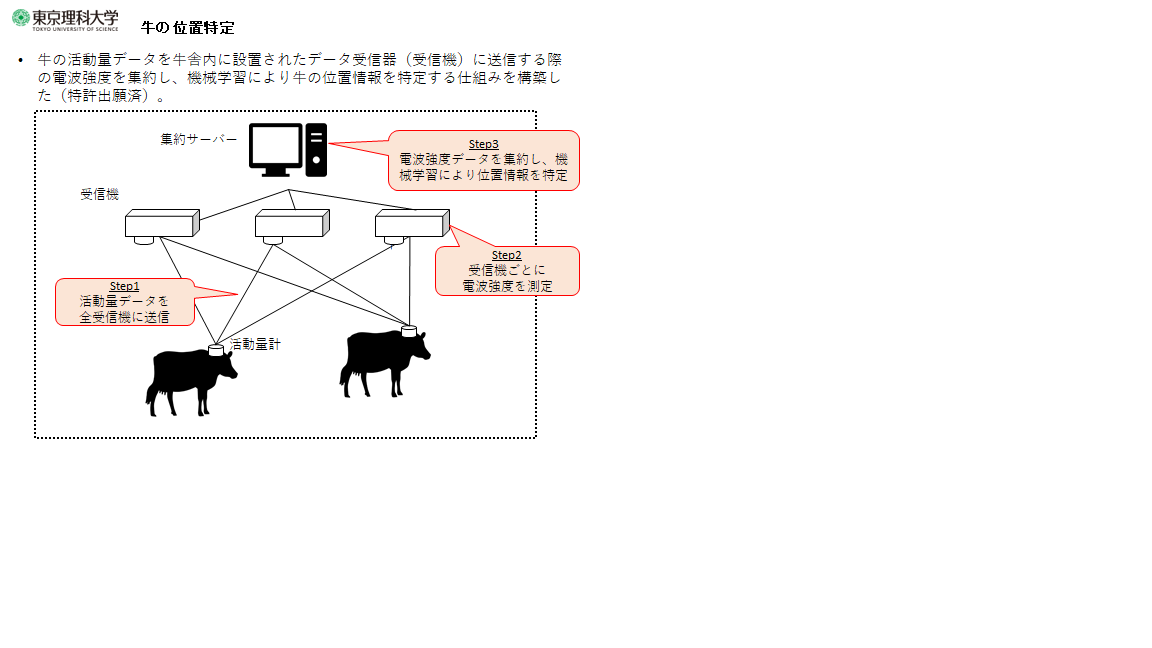 東京理科大学
TOKYO UNIVERSITY OF SCIENCE
牛の位置特定
• 牛の活動量データを牛舎内に設置されたデータ受信器（受信機）に送信する際
の電波強度を集約し、機械学習により牛の位置情報を特定する仕組みを構築し
た（特許出願済）。
集約サーバー
Step3
電波強度データを集約し、機
械学習により位置情報を特定
受信機
Step2
受信機ごとに
電波強度を測定
Step1
活動量データを
全受信機に送信
活動量計